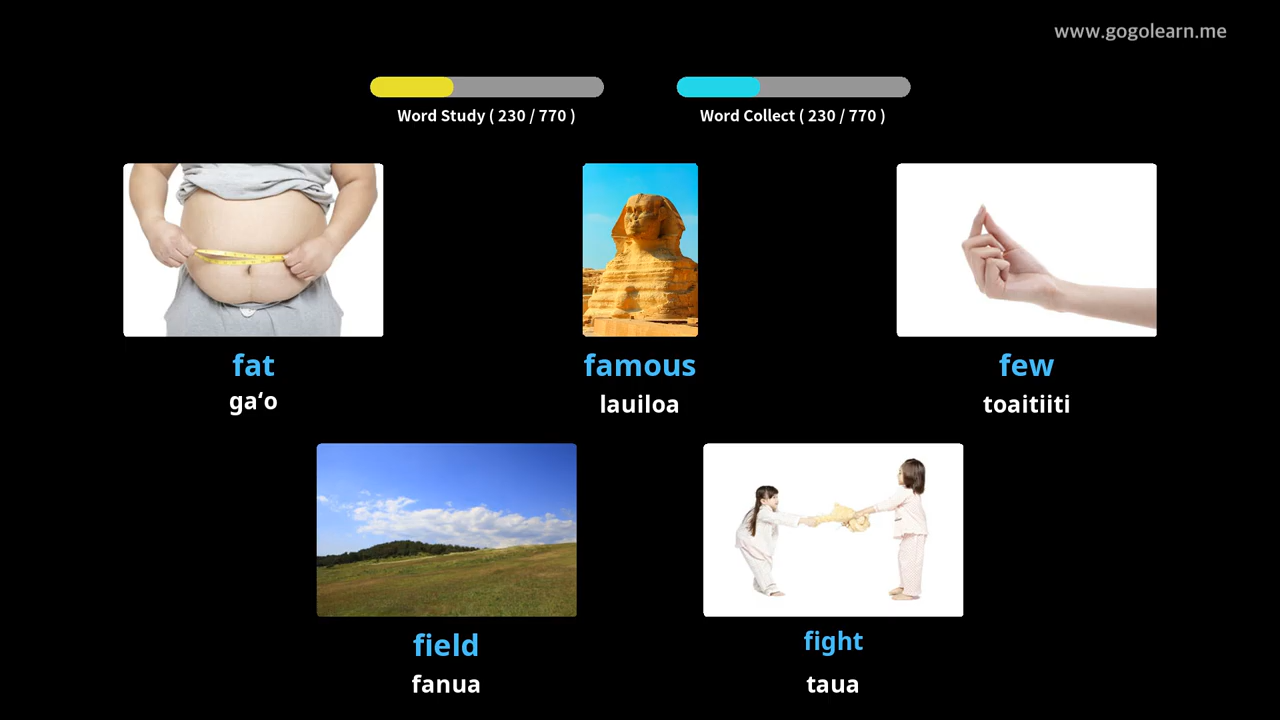 www.gogolearn.me
Word Study ( 230 / 770 )
Word Collect ( 230 / 770 )
fat
gaʻo
famous
lauiloa
few
toaitiiti
field
fanua
fight
taua